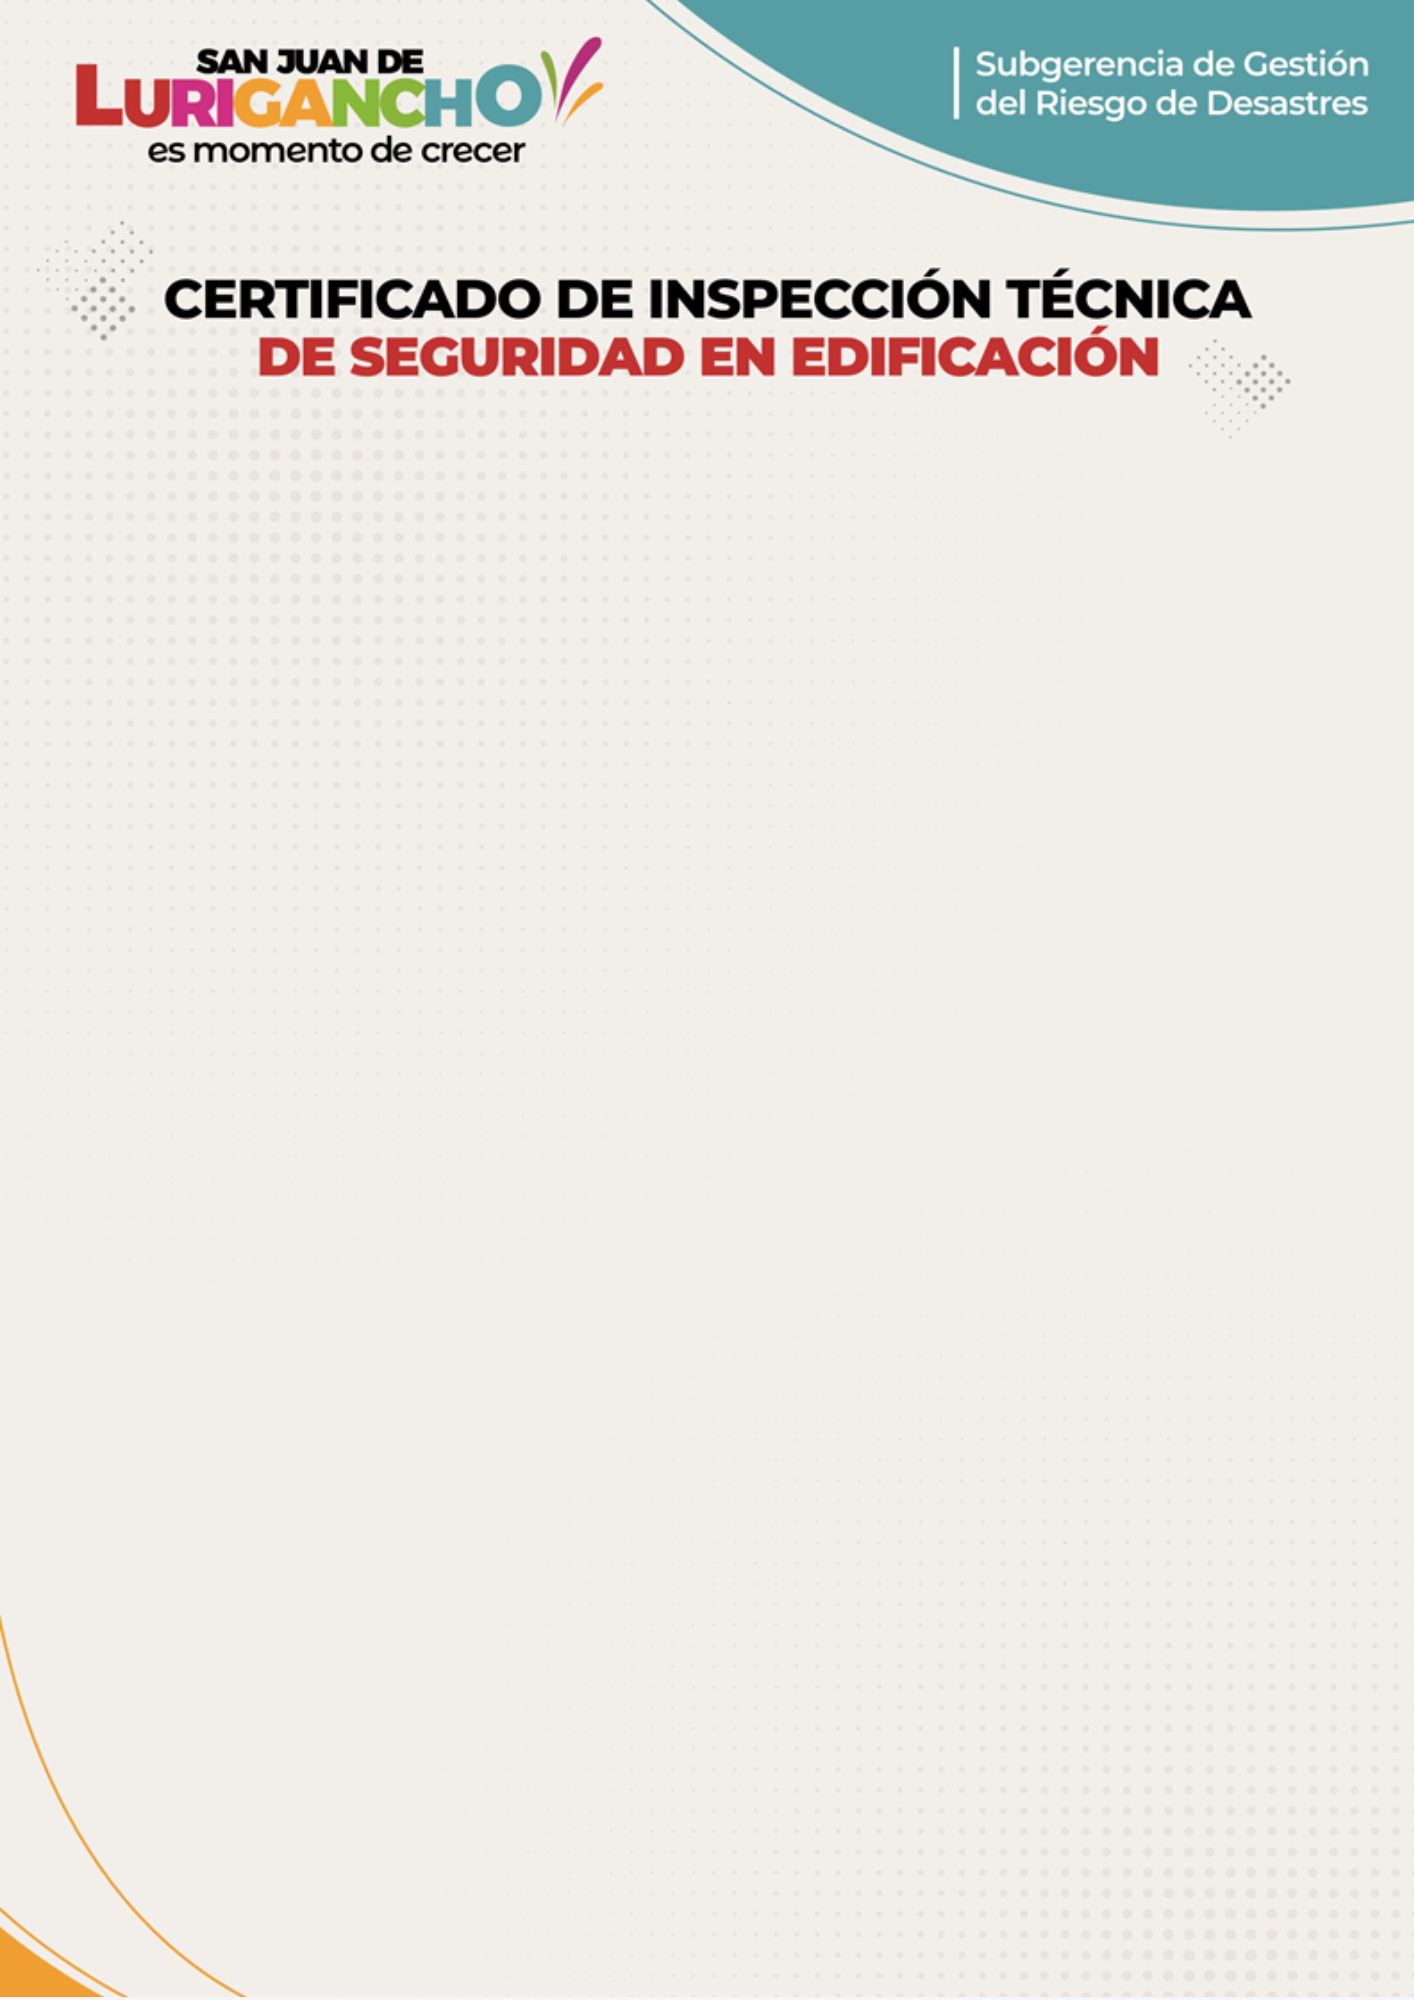 SAN JUAN DE
LURIGANCHO
es momento de crecer
Subgerencia de Gestión
del Riesgo de Desastres
CERTIFICADO DE INSPECCIÓN TÉCNICA
DE SEGURIDAD EN EDIFICACIÓN